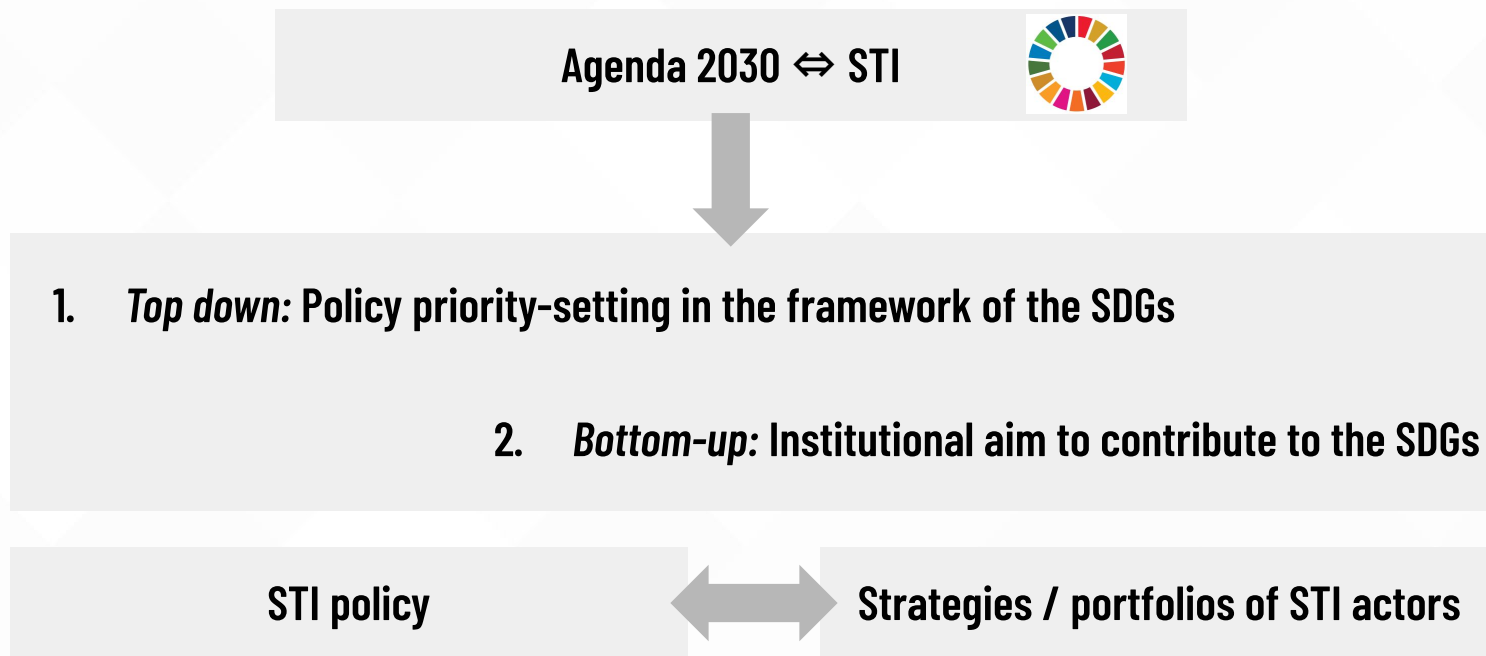 Agenda 2030 ⇔ STI
1. Top down: Policy priority-setting in the framework of the SDGs
2. Bottom-up: Institutional aim to contribute to the SDGs
STI policy
Strategies / portfolios of STI actors